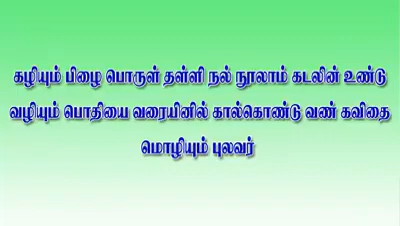 கழியும் பிழை பொருள் தள்ளி நல் நூலாம் கடலின் உண்டு
வழியும் பொதியை வரையினில் கால்கொண்டு வண் கவிதை
மொழியும் புலவர்